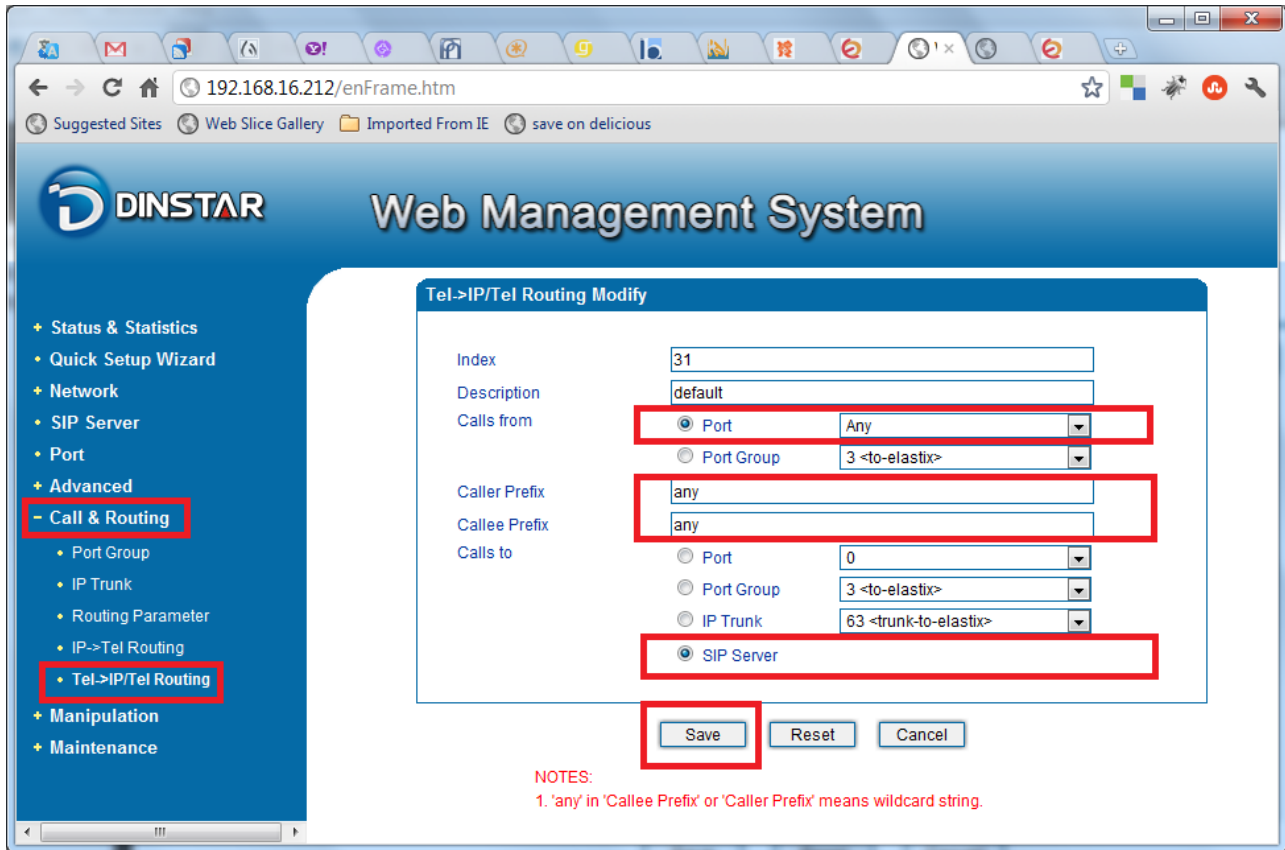 192.168.16.212/enFrame.htm
Suggested Sites Web Slice Gallery Imported From IE save on delicious
DINSTAR Web Management System
+ Status & Statistics
• Quick Setup Wizard
+ Network
• SIP Server
• Port
+ Advanced
- Call & Routing
• Port Group
• IP Trunk
• Routing Parameter
• IP->Tel Routing
• Tel->IP/Tel Routing
+ Manipulation
+ Maintenance
Tel->IP/Tel Routing Modify
Index 31
Description default
Calls from Port Any
Port Group 3 <to-elastix>
Caller Prefix any
Callee Prefix any
Calls to Port 0
Port Group 3 <to-elastix>
IP Trunk 63 <trunk-to-elastix>
SIP Server
Save Reset Cancel
NOTES:
1. 'any' in 'Callee Prefix' or 'Caller Prefix' means wildcard string.